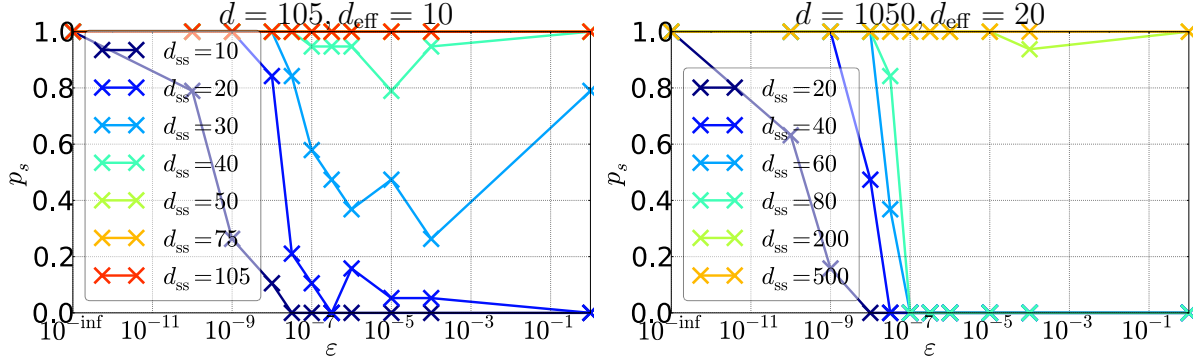 d = 105, d_eff = 10
1.0
0.8
0.6
0.4
0.2
0.0
p_s
d_ss = 10
d_ss = 20
d_ss = 30
d_ss = 40
d_ss = 50
d_ss = 75
d_ss = 105
10^-inf 10^-11 10^-9 10^-7 10^-5 10^-3 10^-1
ε
d = 1050, d_eff = 20
1.0
0.8
0.6
0.4
0.2
0.0
p_s
d_ss = 20
d_ss = 40
d_ss = 60
d_ss = 80
d_ss = 200
d_ss = 500
10^-inf 10^-11 10^-9 10^-7 10^-5 10^-3 10^-1
ε